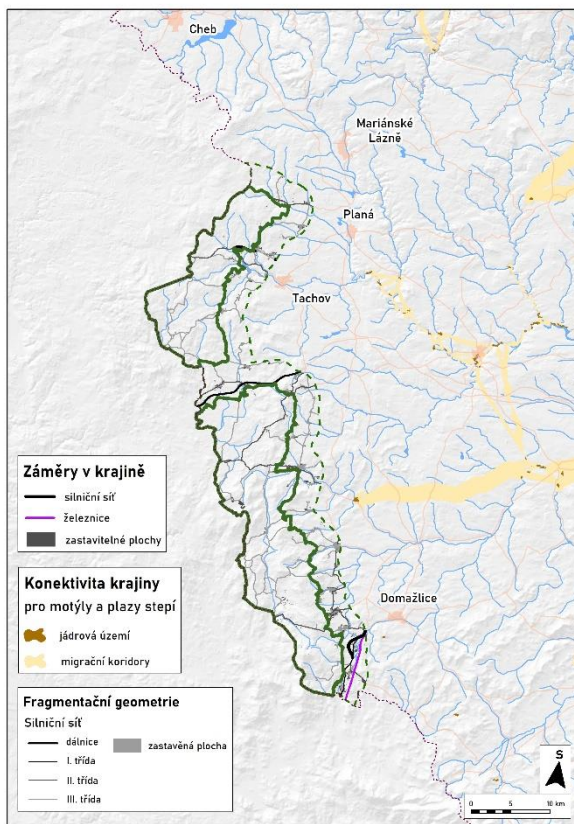 Cheb
Mariánské
Lázně
Planá
Tachov
Domažlice
Záměry v krajině
silniční síť
železnice
zastavitelné plochy
Konektivita krajiny
pro motýly a plazy stepí
jádrová území
migrační koridory
Fragmentační geometrie
Silniční síť
dálnice
zastavěná plocha
I. třída
II. třída
III. třída
S
0 5 10 km